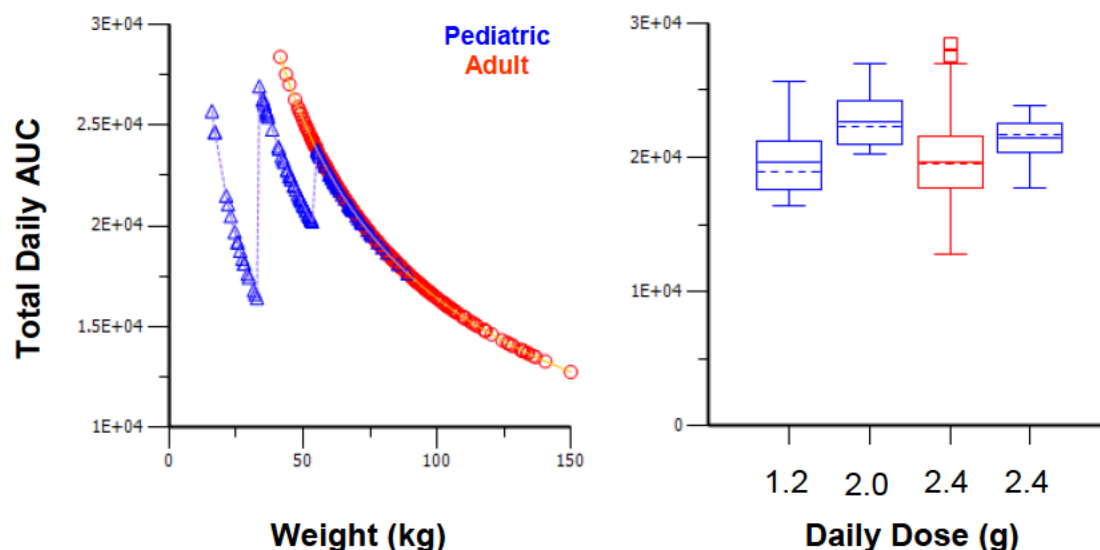 Pediatric
Adult
Total Daily AUC
3E+04
2.5E+04
2E+04
1.5E+04
1E+04
0
50
100
150
Weight (kg)
3E+04
2E+04
1E+04
0
1.2
2.0
2.4
2.4
Daily Dose (g)